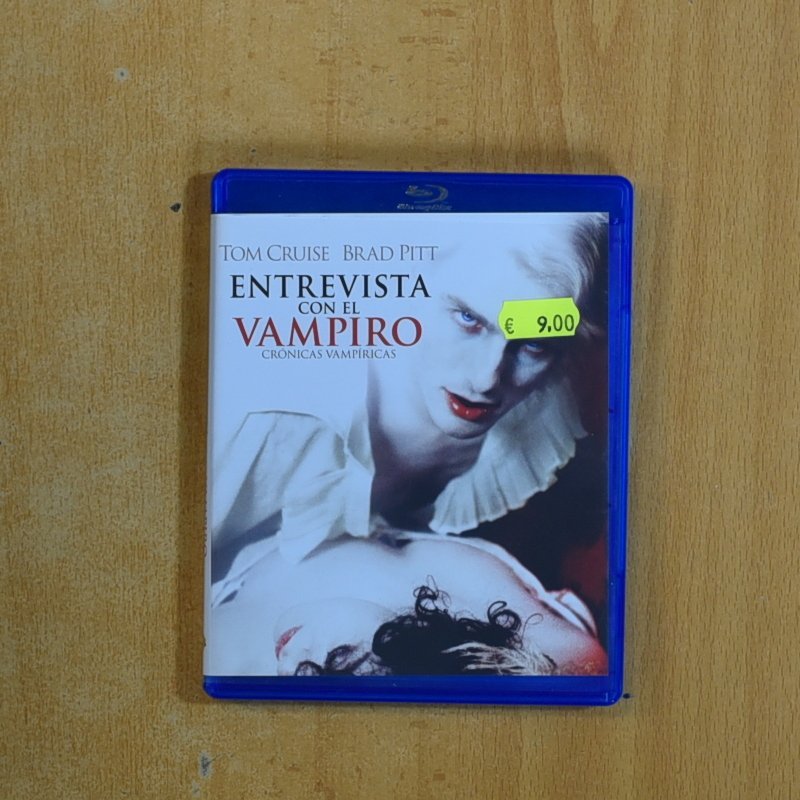 TOM CRUISE BRAD PITT
ENTREVISTA
CON EL
VAMPIRO
CRÓNICAS VAMPÍRICAS
€ 9,00